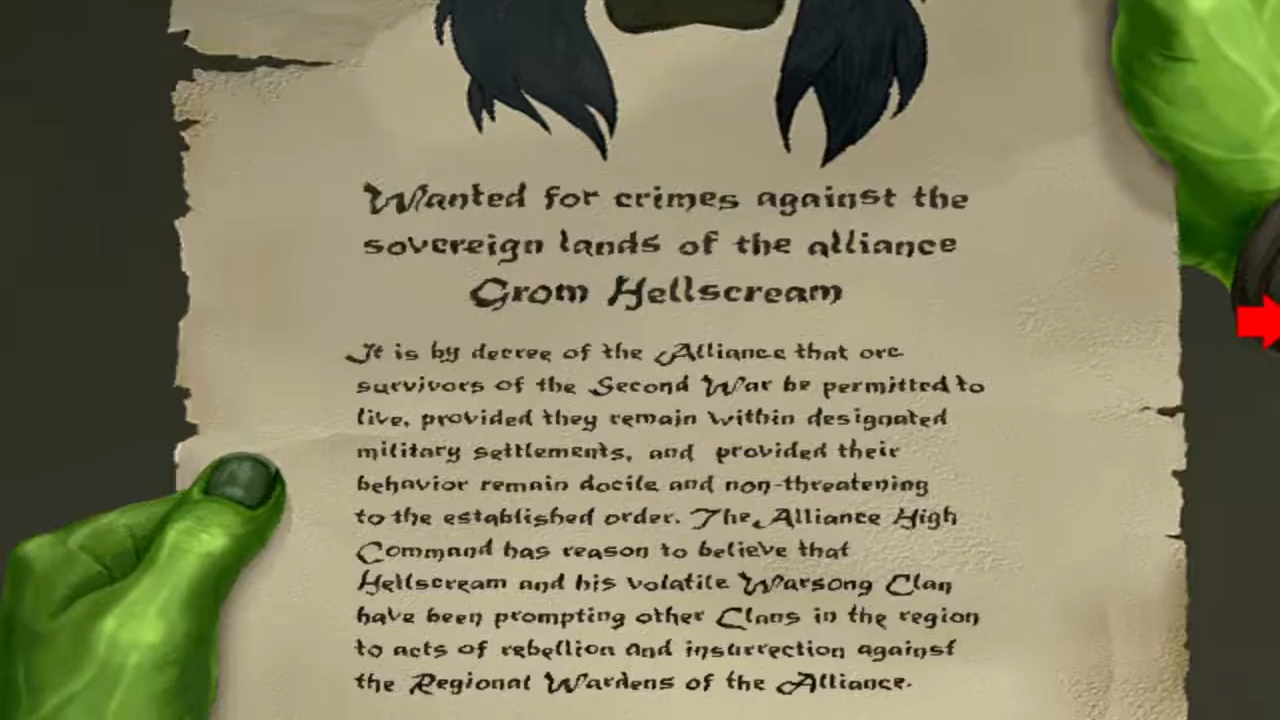 Wanted for crimes against the
sovereign lands of the alliance
Grom Hellscream
It is by decree of the Alliance that orc
survivors of the Second War be permitted to
live, provided they remain within designated
military settlements, and provided their
behavior remain docile and non-threatening
to the established order. The Alliance High
Command has reason to believe that
Hellscream and his volatile Warsong Clan
have been prompting other Clans in the region
to acts of rebellion and insurrection against
the Regional Wardens of the Alliance.